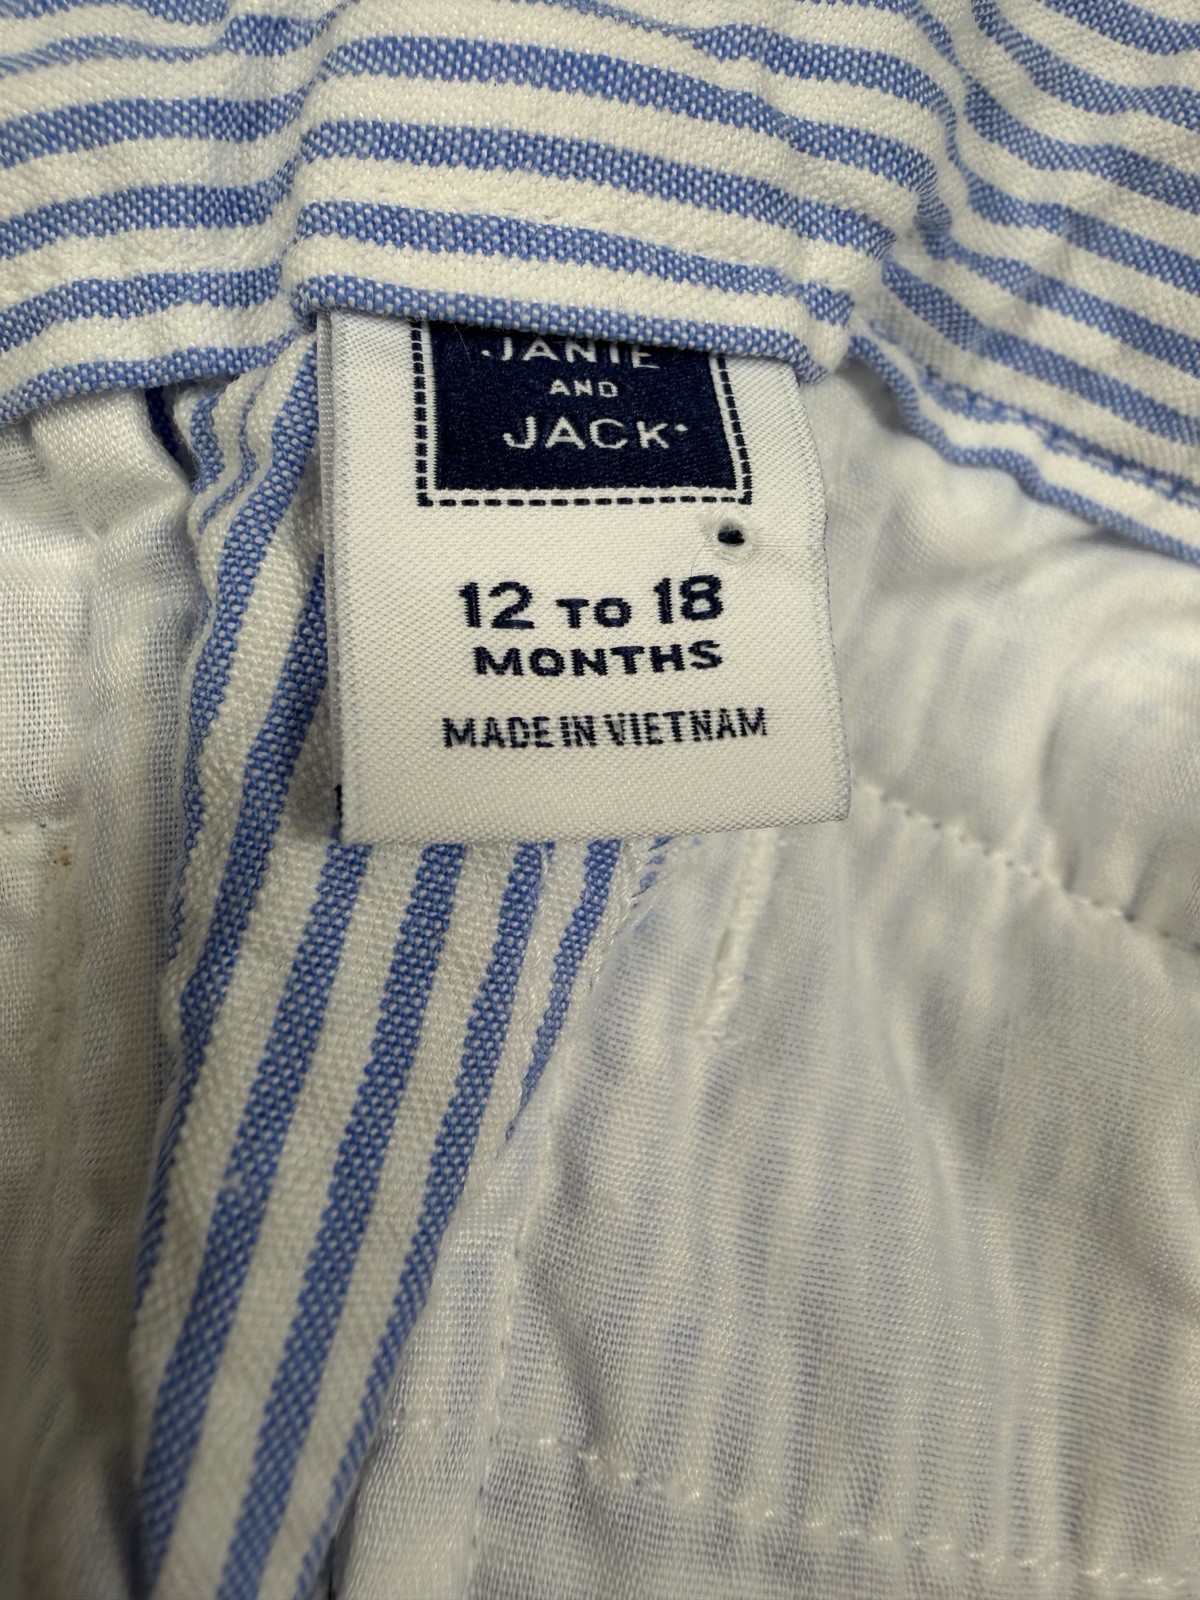 JANIE
AND
JACK
12 TO 18
MONTHS
MADE IN VIETNAM